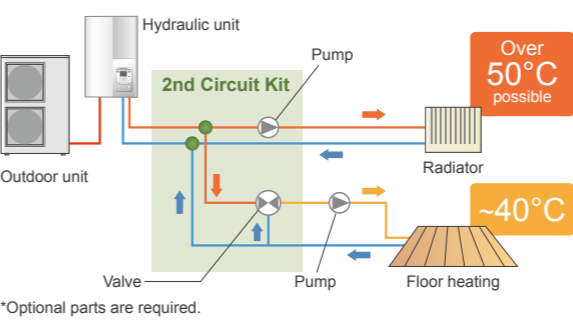 Hydraulic unit
Pump
2nd Circuit Kit
Over
50°C
possible
Outdoor unit
Radiator
~40°C
Valve
Pump
Floor heating
*Optional parts are required.